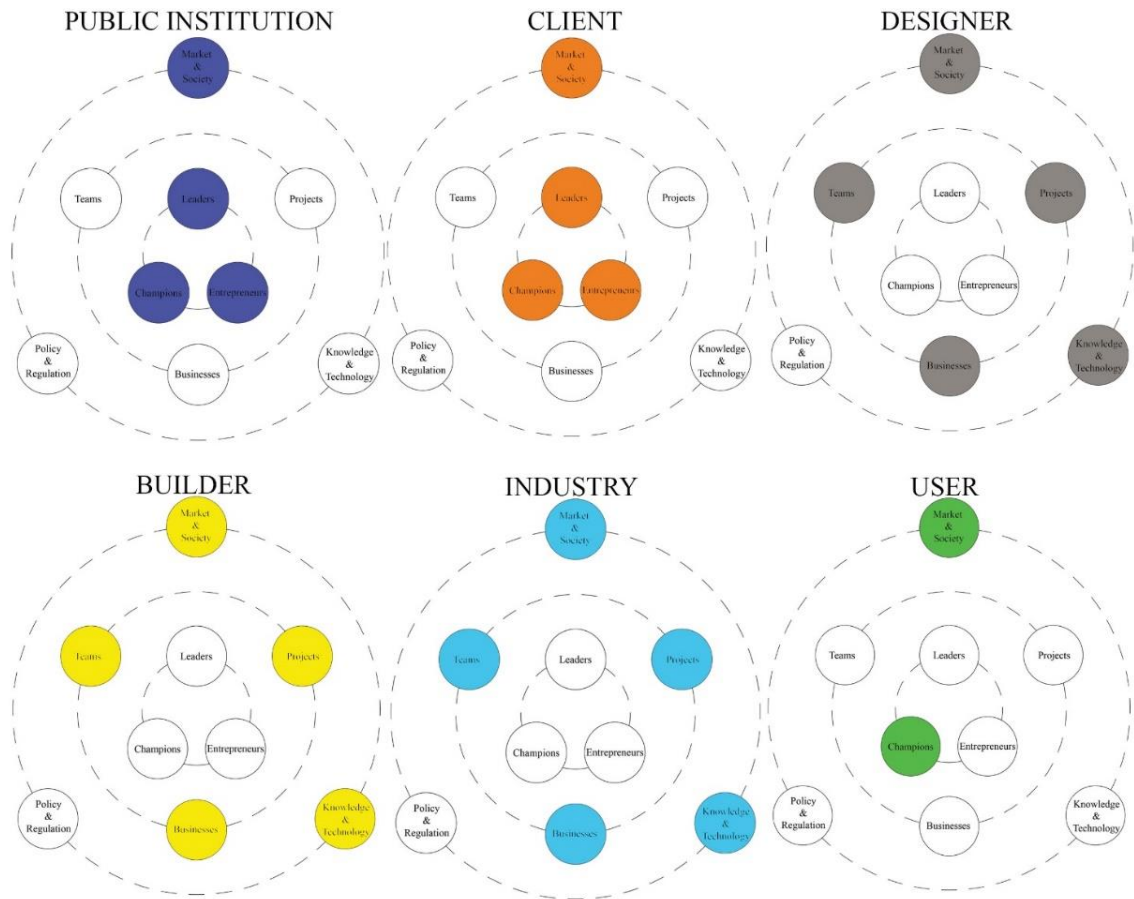 PUBLIC INSTITUTION
Market
&
Society
Teams
Leaders
Projects
Champions
Entrepreneurs
Policy
&
Regulation
Businesses
Knowledge
&
Technology
CLIENT
Market
&
Society
Teams
Leaders
Projects
Champions
Entrepreneurs
Policy
&
Regulation
Businesses
Knowledge
&
Technology
DESIGNER
Market
&
Society
Teams
Leaders
Projects
Champions
Entrepreneurs
Policy
&
Regulation
Businesses
Knowledge
&
Technology
BUILDER
Market
&
Society
Teams
Leaders
Projects
Champions
Entrepreneurs
Policy
&
Regulation
Businesses
Knowledge
&
Technology
INDUSTRY
Market
&
Society
Teams
Leaders
Projects
Champions
Entrepreneurs
Policy
&
Regulation
Businesses
Knowledge
&
Technology
USER
Market
&
Society
Teams
Leaders
Projects
Champions
Entrepreneurs
Policy
&
Regulation
Businesses
Knowledge
&
Technology